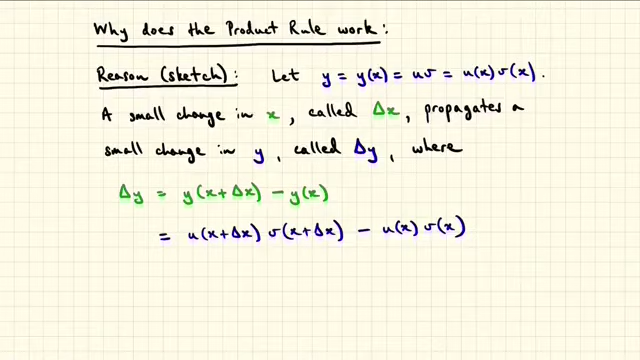 Why does the Product Rule work:
Reason (sketch): Let y = y(x) = uv = u(x) v(x).
A small change in x, called Δx, propagates a
small change in y, called Δy, where
Δy = y(x+Δx) - y(x)
= u(x+Δx) v(x+Δx) - u(x) v(x)